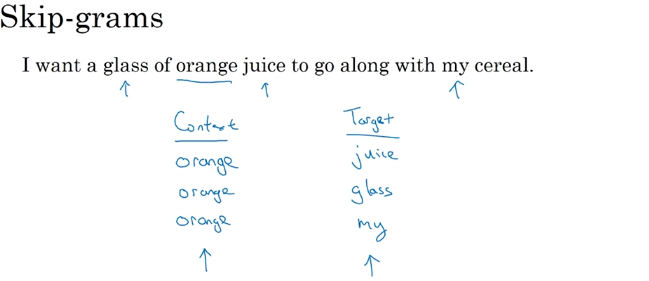 Skip-grams
I want a glass of orange juice to go along with my cereal.
Context Target
orange juice
orange glass
orange my